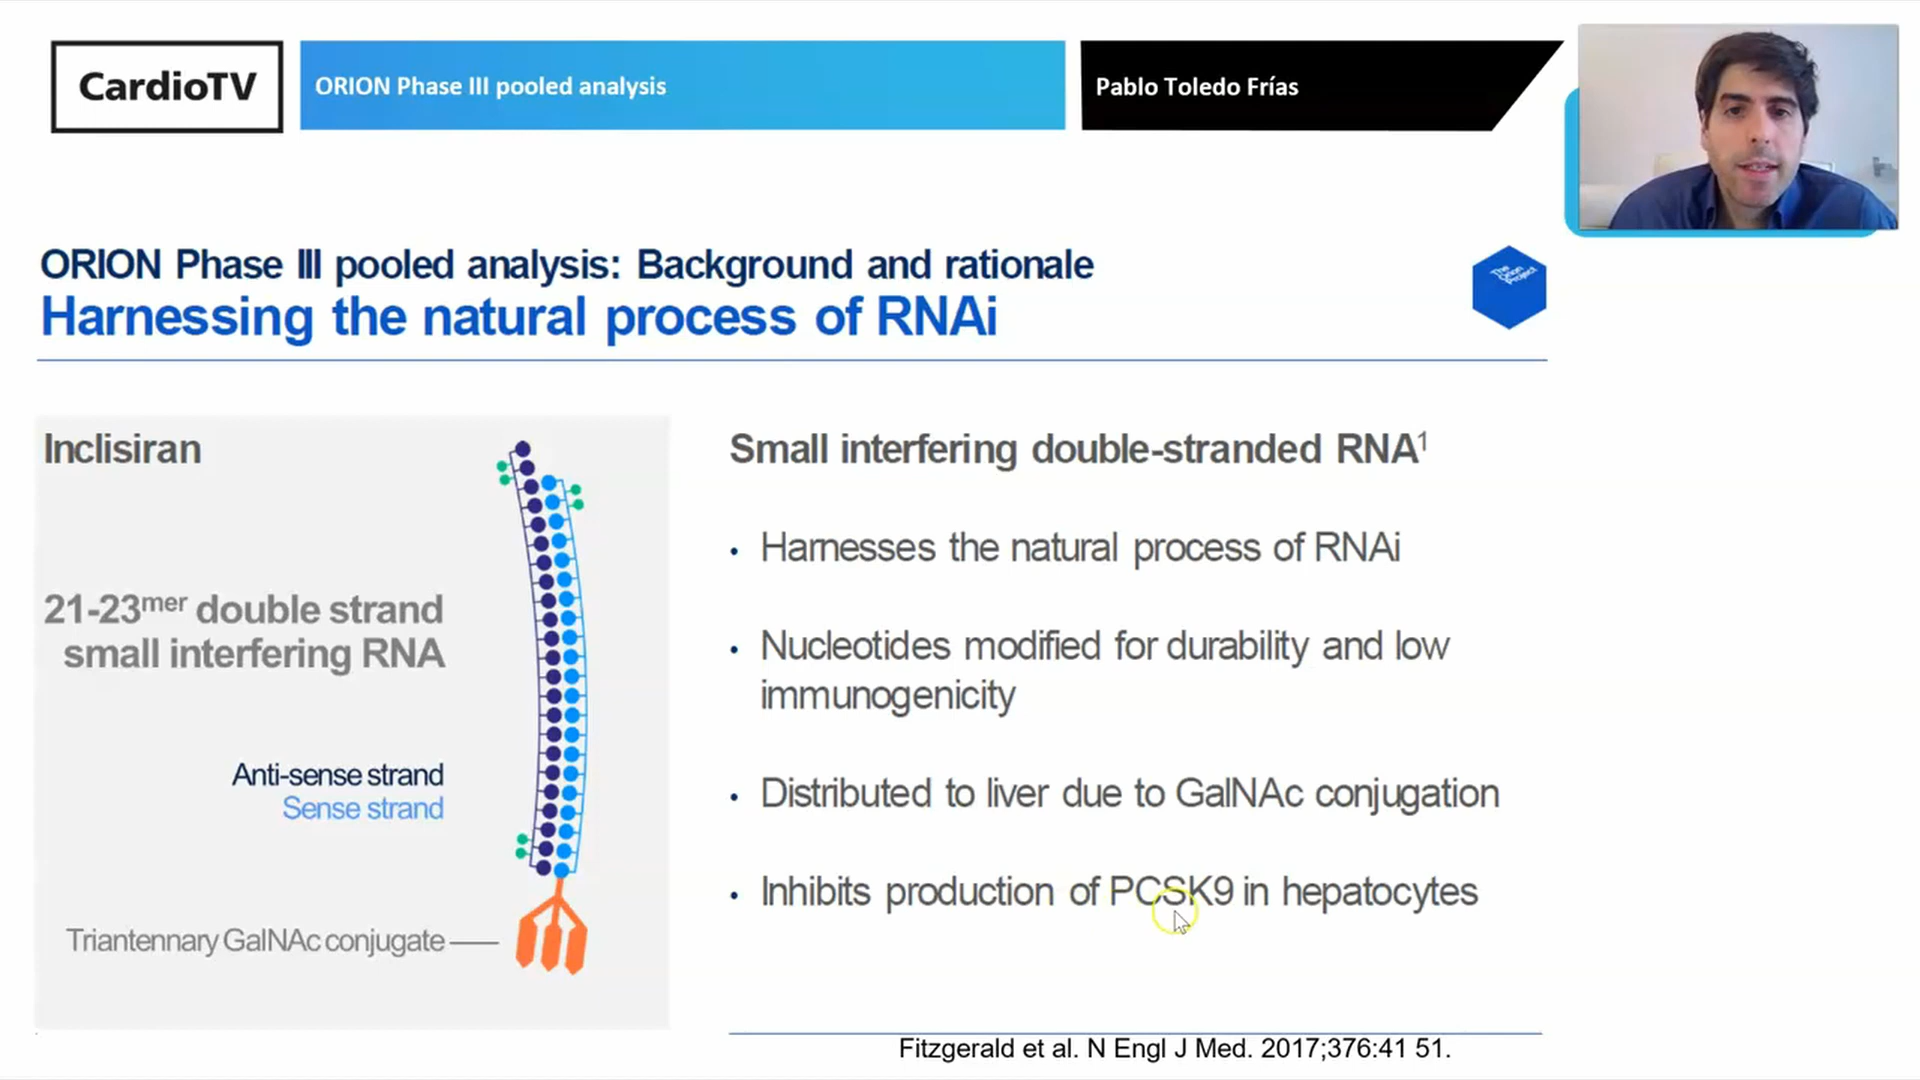 CardioTV
ORION Phase III pooled analysis
Pablo Toledo Frías
ORION Phase III pooled analysis: Background and rationale
Harnessing the natural process of RNAi
The
Orion
Project
Inclisiran
21-23mer double strand
small interfering RNA
Anti-sense strand
Sense strand
Triantennary GalNAc conjugate
Small interfering double-stranded RNA1
• Harnesses the natural process of RNAi
• Nucleotides modified for durability and low
immunogenicity
• Distributed to liver due to GalNAc conjugation
• Inhibits production of PCSK9 in hepatocytes
Fitzgerald et al. N Engl J Med. 2017;376:41 51.